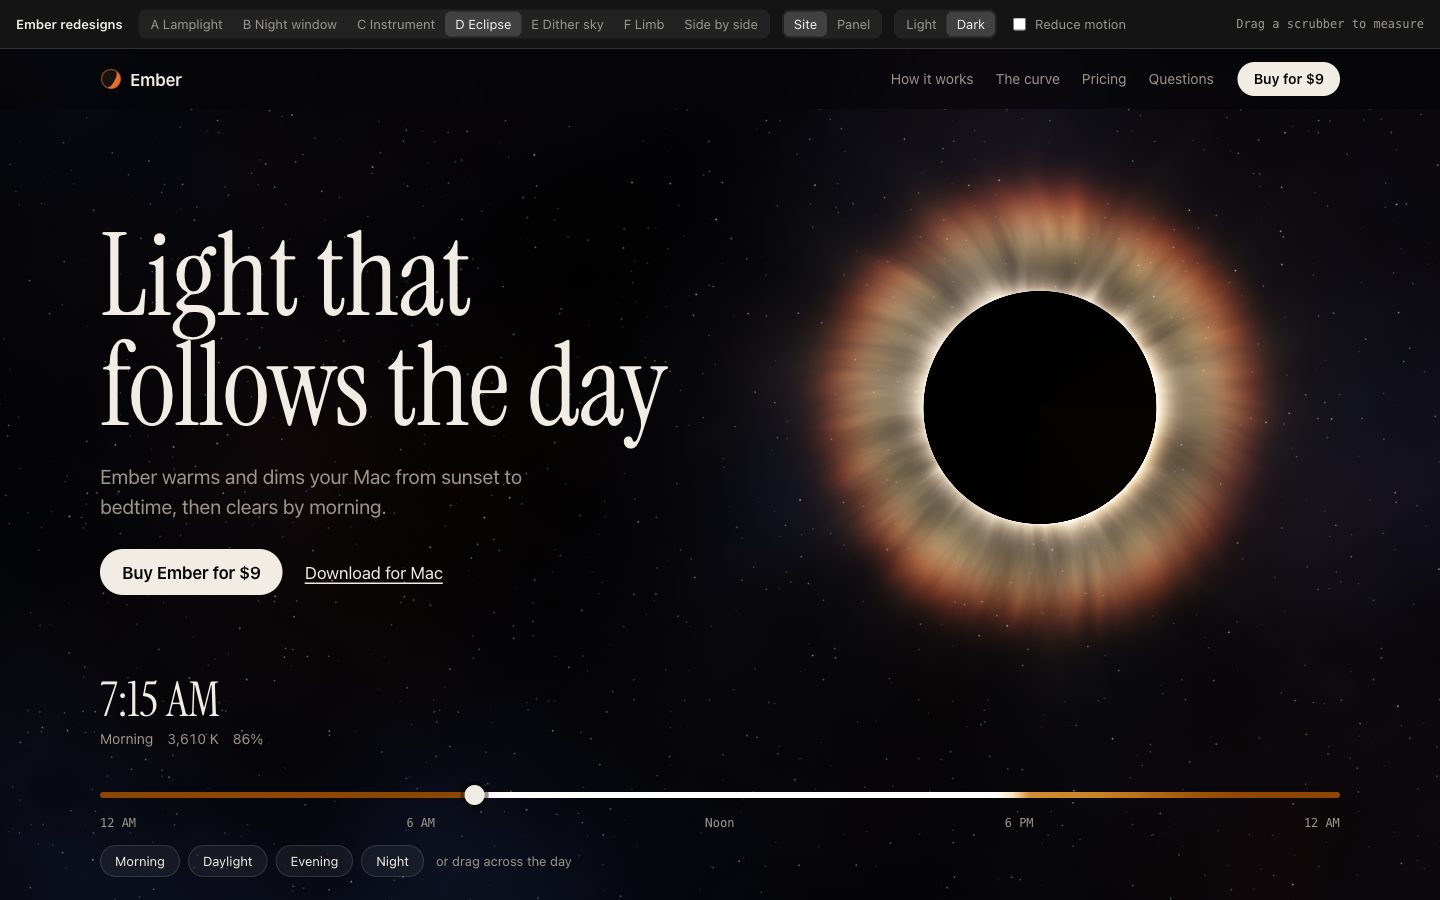 Ember redesigns
A Lamplight
B Night window
C Instrument
D Eclipse
E Dither sky
F Limb
Side by side
Site
Panel
Light
Dark
Reduce motion
Drag a scrubber to measure
Ember
How it works
The curve
Pricing
Questions
Buy for $9
Light that
follows the day
Ember warms and dims your Mac from sunset to
bedtime, then clears by morning.
Buy Ember for $9
Download for Mac
7:15 AM
Morning 3,610 K 86%
12 AM
6 AM
Noon
6 PM
12 AM
Morning
Daylight
Evening
Night
or drag across the day